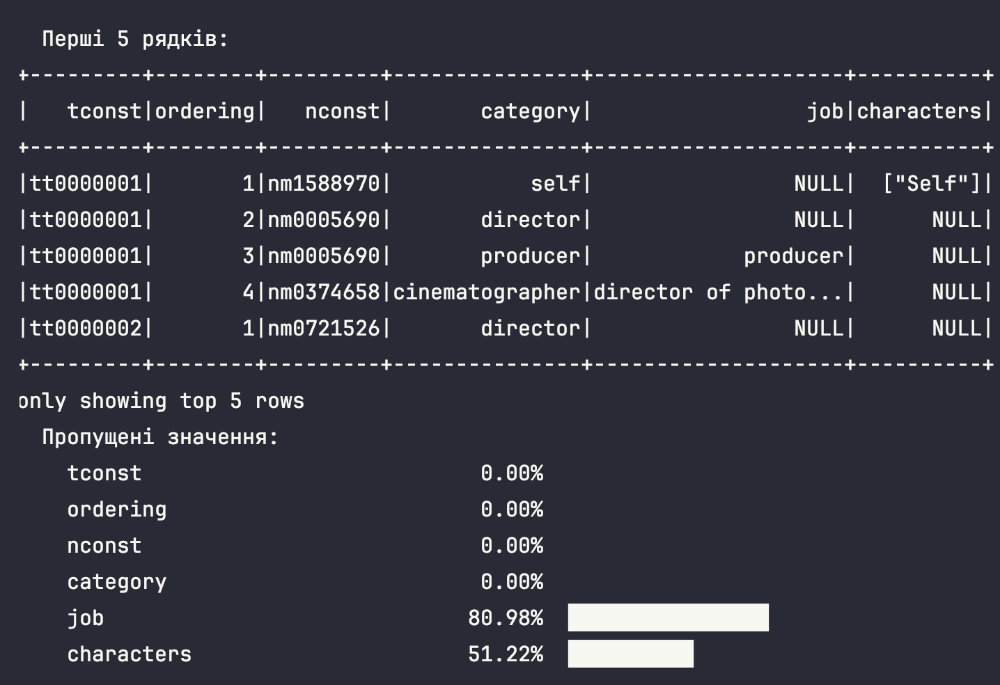 Перші 5 рядків:
+---------+--------+---------+---------------+--------------------+----------+
|   tconst|ordering|   nconst|       category|                 job|characters|
+---------+--------+---------+---------------+--------------------+----------+
|tt0000001|       1|nm1588970|           self|                NULL|  ["Self"]|
|tt0000001|       2|nm0005690|       director|                NULL|      NULL|
|tt0000001|       3|nm0005690|       producer|            producer|      NULL|
|tt0000001|       4|nm0374658|cinematographer|director of photo...|      NULL|
|tt0000002|       1|nm0721526|       director|                NULL|      NULL|
+---------+--------+---------+---------------+--------------------+----------+
only showing top 5 rows
Пропущені значення:
tconst 0.00%
ordering 0.00%
nconst 0.00%
category 0.00%
job 80.98%
characters 51.22%